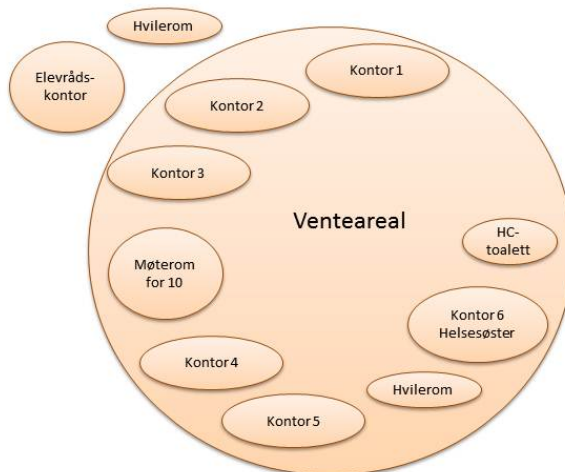 Hvilerom
Elevråds-
kontor
Kontor 1
Kontor 2
Kontor 3
Venteareal
HC-
toalett
Møterom
for 10
Kontor 6
Helsesøster
Kontor 4
Hvilerom
Kontor 5